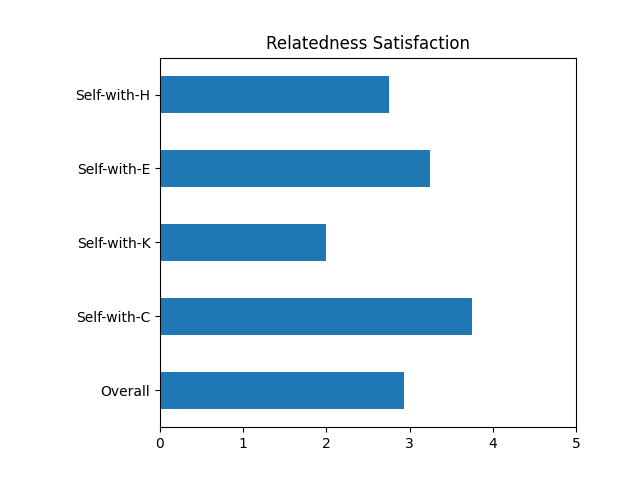 Relatedness Satisfaction
Self-with-H
Self-with-E
Self-with-K
Self-with-C
Overall
0 1 2 3 4 5